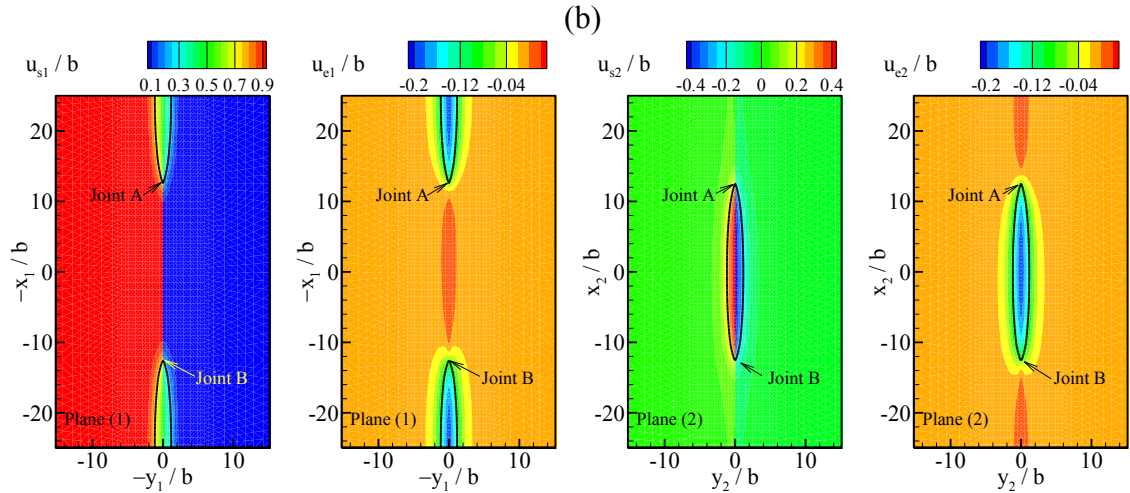 (b)
u_s1 / b
0.1 0.3 0.5 0.7 0.9
u_e1 / b
-0.2 -0.12 -0.04
u_s2 / b
-0.4 -0.2 0 0.2 0.4
u_e2 / b
-0.2 -0.12 -0.04
−x_1 / b
20
10
0
-10
-20
Joint A
Joint B
Plane (1)
-10 0 10
−y_1 / b
−x_1 / b
20
10
0
-10
-20
Joint A
Joint B
Plane (1)
-10 0 10
−y_1 / b
x_2 / b
20
10
0
-10
-20
Joint A
Joint B
Plane (2)
-10 0 10
y_2 / b
x_2 / b
20
10
0
-10
-20
Joint A
Joint B
Plane (2)
-10 0 10
y_2 / b